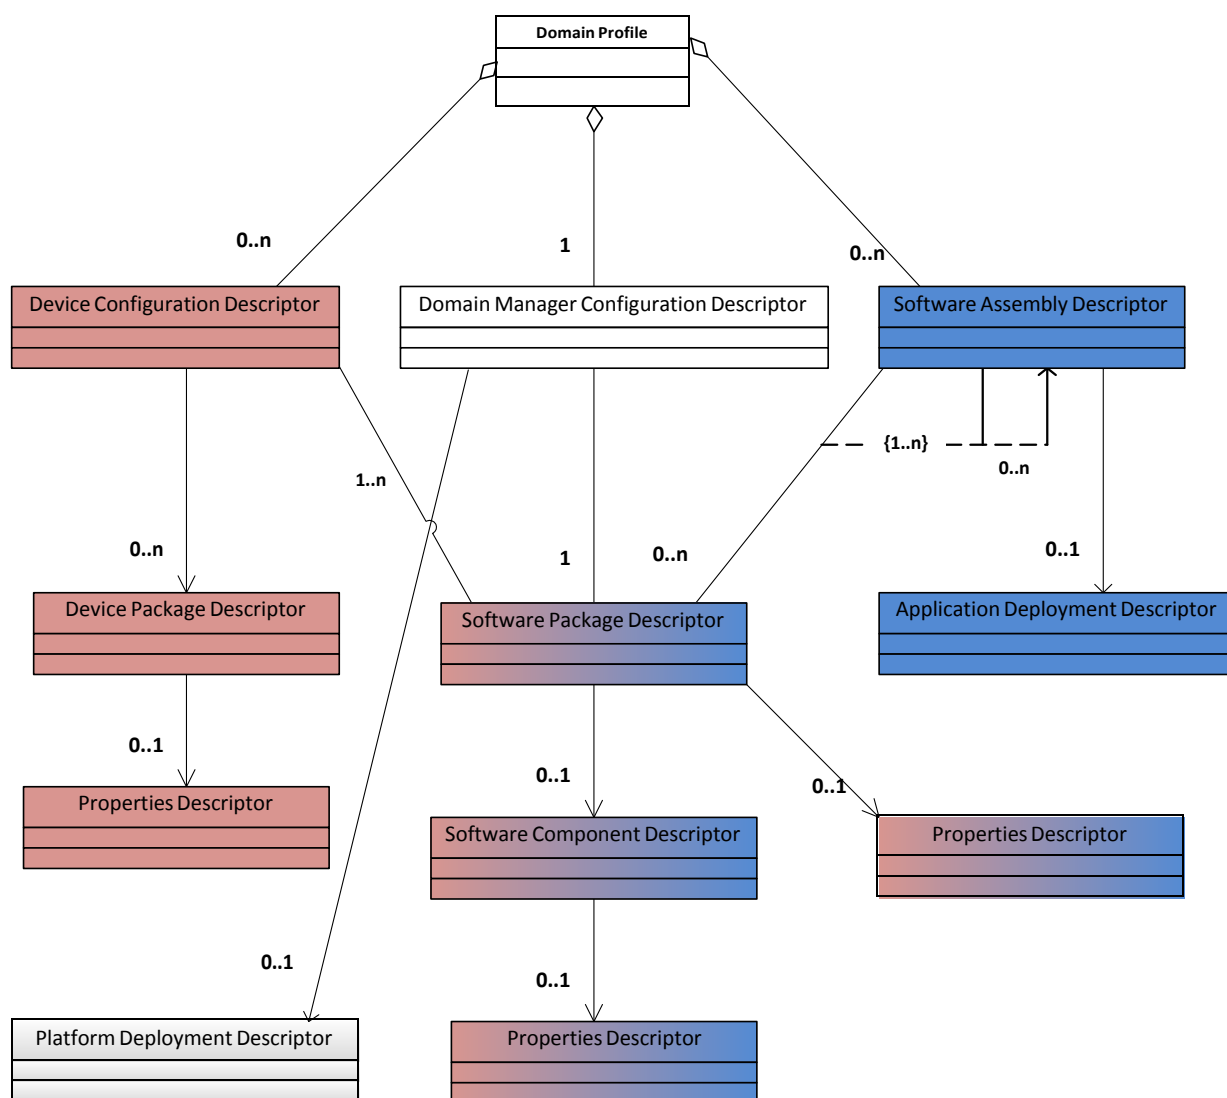 Domain Profile
0..n
1
0..n
Device Configuration Descriptor
Domain Manager Configuration Descriptor
Software Assembly Descriptor
{1..n}
0..n
1..n
0..n
1
0..n
0..1
Device Package Descriptor
Software Package Descriptor
Application Deployment Descriptor
0..1
0..1
0..1
Properties Descriptor
Software Component Descriptor
Properties Descriptor
0..1
0..1
Platform Deployment Descriptor
Properties Descriptor